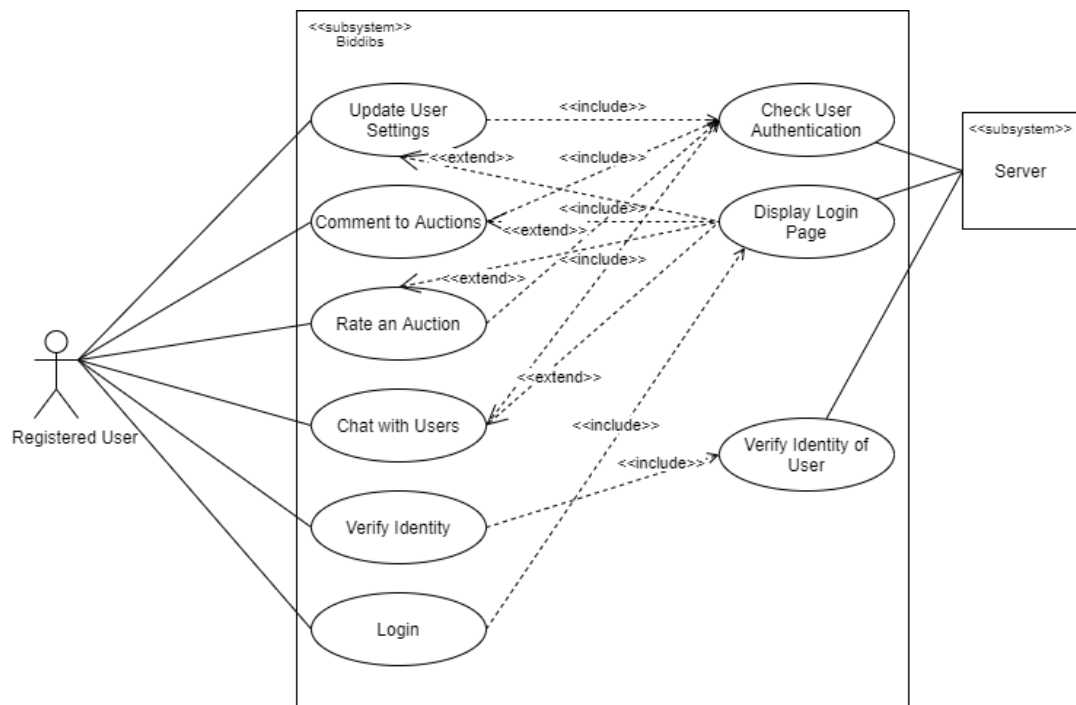 <<subsystem>>
Biddibs
Update User
Settings
<<include>>
Check User
Authentication
<<subsystem>>
Server
<<extend>>
<<include>>
Comment to Auctions
<<include>>
<<extend>>
Display Login
Page
<<include>>
<<extend>>
Rate an Auction
<<extend>>
Chat with Users
<<include>>
Registered User
Verify Identity of
User
<<include>>
Verify Identity
Login